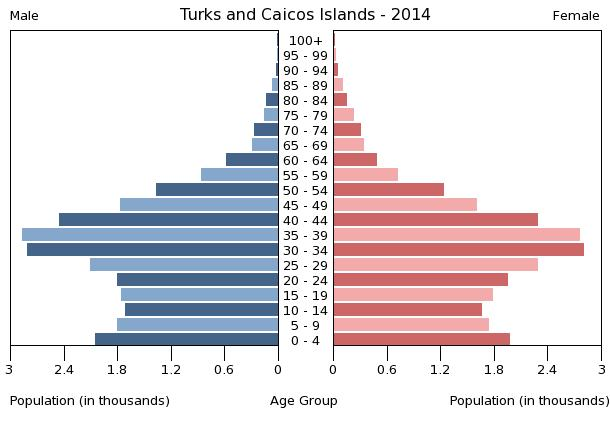 Turks and Caicos Islands - 2014
Male
Female
100+
95 - 99
90 - 94
85 - 89
80 - 84
75 - 79
70 - 74
65 - 69
60 - 64
55 - 59
50 - 54
45 - 49
40 - 44
35 - 39
30 - 34
25 - 29
20 - 24
15 - 19
10 - 14
5 - 9
0 - 4
3 2.4 1.8 1.2 0.6 0 0 0.6 1.2 1.8 2.4 3
Population (in thousands) Age Group Population (in thousands)